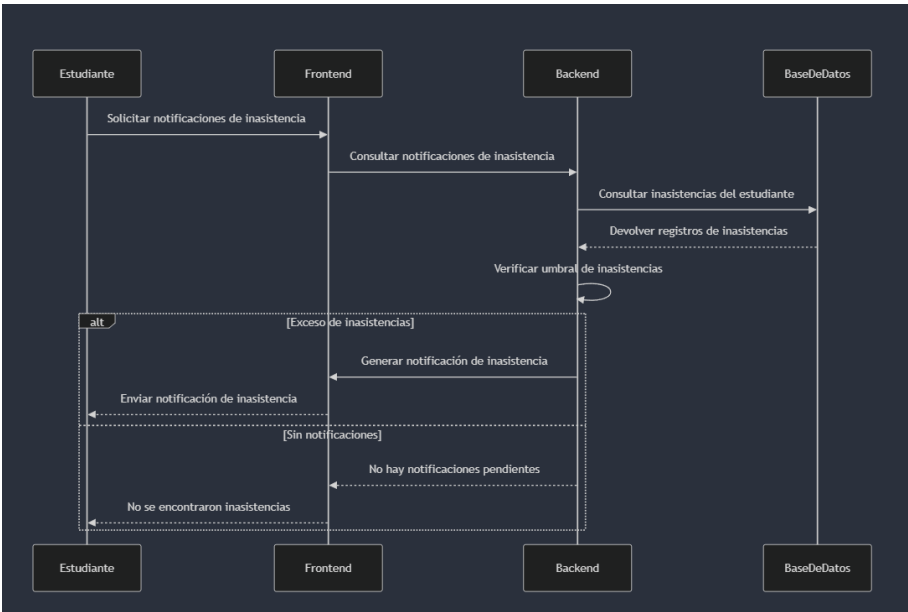 Estudiante
Frontend
Backend
BaseDeDatos
Solicitar notificaciones de inasistencia
Consultar notificaciones de inasistencia
Consultar inasistencias del estudiante
Devolver registros de inasistencias
Verificar umbral de inasistencias
alt
[Exceso de inasistencias]
Generar notificación de inasistencia
Enviar notificación de inasistencia
[Sin notificaciones]
No hay notificaciones pendientes
No se encontraron inasistencias
Estudiante
Frontend
Backend
BaseDeDatos